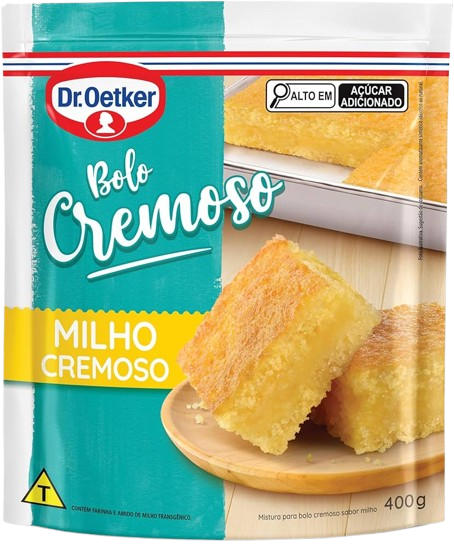 Dr.Oetker
ALTO EM
AÇÚCAR
ADICIONADO
Bolo
Cremoso
MILHO
CREMOSO
T
CONTÉM FARINHA E AMIDO DE MILHO TRANSGÊNICO.
Mistura para bolo cremoso sabor milho
400g